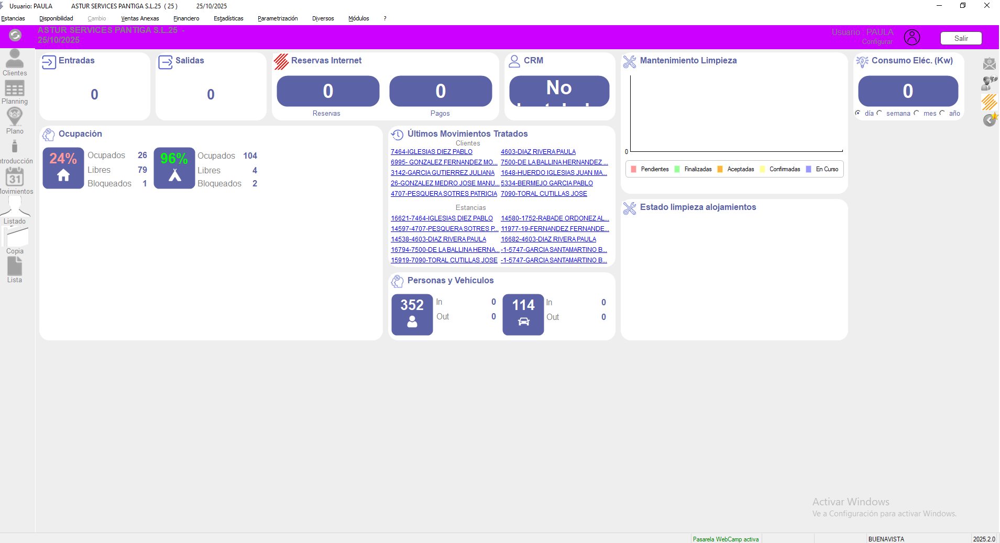 Usuario: PAULA ASTUR SERVICES PANTIGA S.L.25 ( 25 ) 25/10/2025
Estancias Disponibilidad Cambio Ventas Anexas Financiero Estadísticas Parametrización Diversos Módulos ?
ASTUR SERVICES PANTIGA S.L.25 -
25/10/2025
Usuario : PAULA
Configurar
Salir
Clientes
Planning
Plano
ntroducción
Movimientos
Listado
Copia
Lista
Entradas
0
Salidas
0
Reservas Internet
0 0
Reservas Pagos
CRM
No
Mantenimiento Limpieza
0
Pendientes Finalizadas Aceptadas Confirmadas En Curso
Consumo Eléc. (Kw)
0
día semana mes año
Ocupación
24%
Ocupados 26
Libres 79
Bloqueados 1
96%
Ocupados 104
Libres 4
Bloqueados 2
Últimos Movimientos Tratados
Clientes
7464-IGLESIAS DIEZ PABLO 4603-DIAZ RIVERA PAULA
6995- GONZALEZ FERNANDEZ MO... 7500-DE LA BALLINA HERNANDEZ ...
3142-GARCIA GUTIERREZ JULIANA 1648-HUERDO IGLESIAS JUAN MA...
26-GONZALEZ MEDRO JOSE MANU... 5334-BERMEJO GARCIA PABLO
4707-PESQUERA SOTRES PATRICIA 7090-TORAL CUTILLAS JOSE
Estancias
16621-7464-IGLESIAS DIEZ PABLO 14580-1752-RABADE ORDONEZ AL...
14597-4707-PESQUERA SOTRES P... 11977-19-FERNANDEZ FERNANDE...
14538-4603-DIAZ RIVERA PAULA 16682-4603-DIAZ RIVERA PAULA
16794-7500-DE LA BALLINA HERNA... -1-5747-GARCIA SANTAMARTINO B...
15919-7090-TORAL CUTILLAS JOSE -1-5747-GARCIA SANTAMARTINO B...
Estado limpieza alojamientos
Personas y Vehículos
352
In 0
Out 0
114
In 0
Out 0
Activar Windows
Ve a Configuración para activar Windows.
Pasarela WebCamp activa BUENAVISTA 2025.2.0